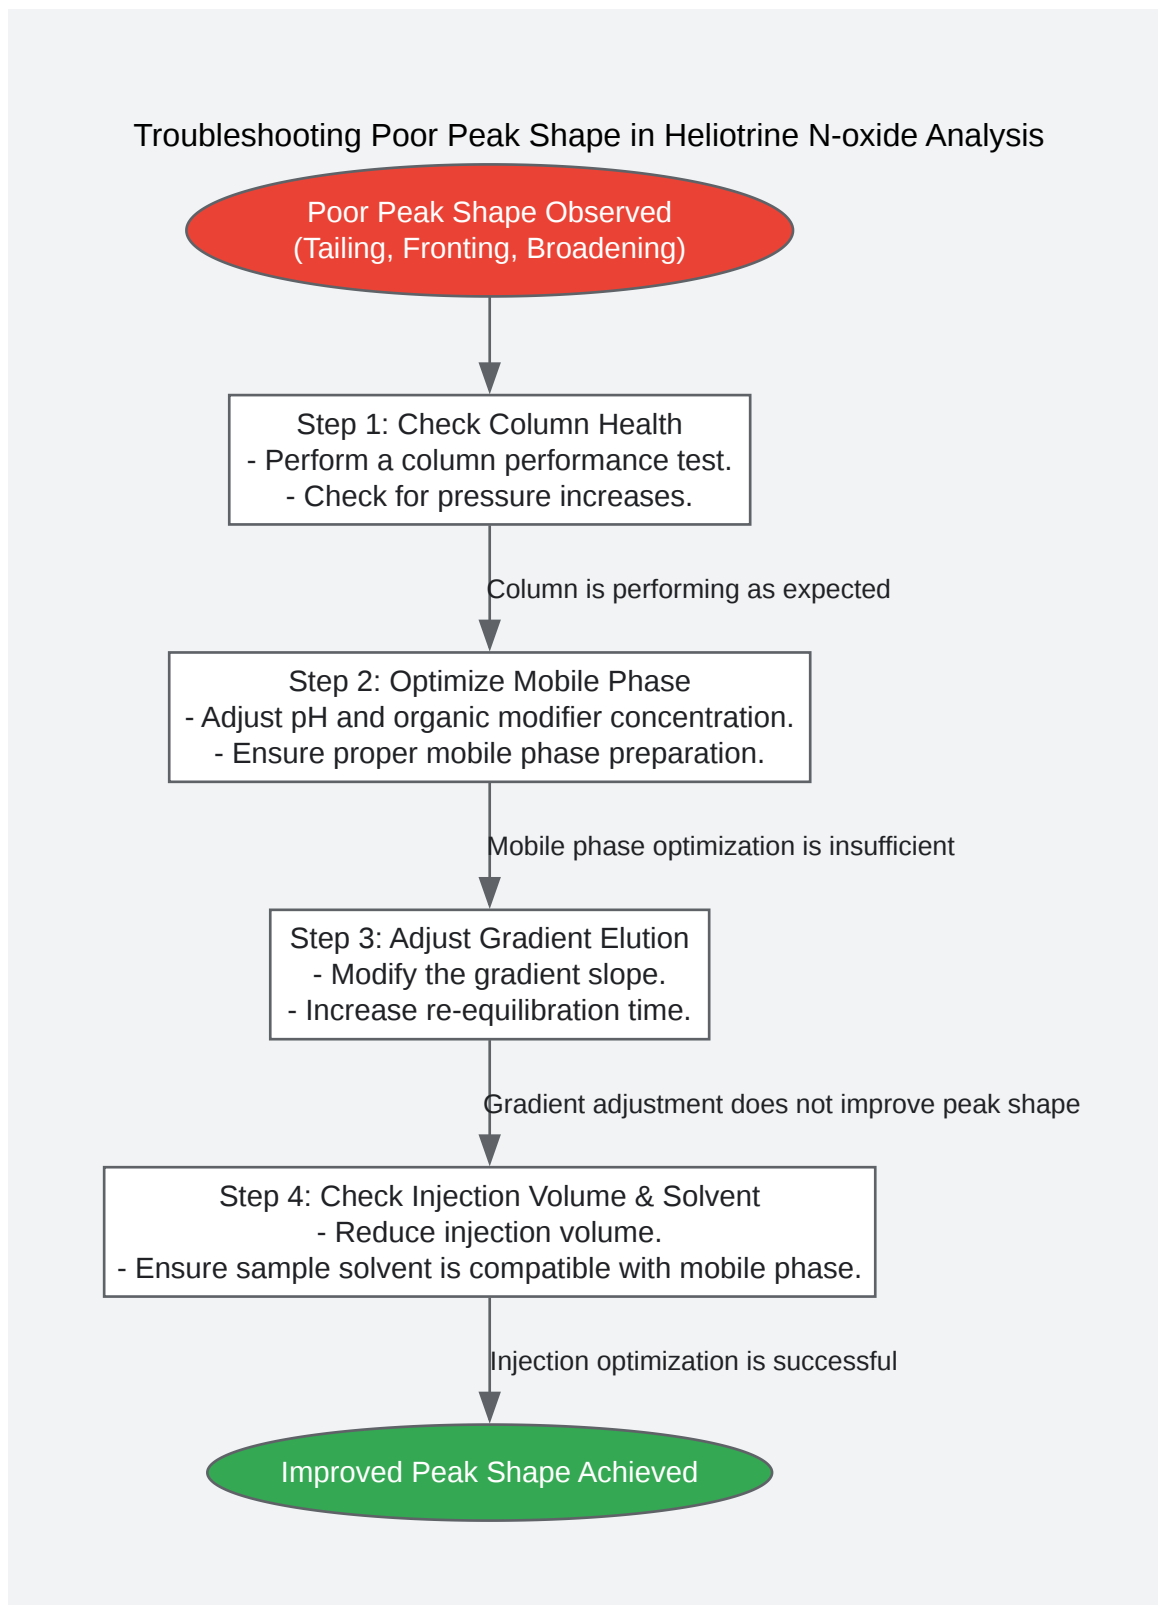 Troubleshooting Poor Peak Shape in Heliotrine N-oxide Analysis
Poor Peak Shape Observed
(Tailing, Fronting, Broadening)
Step 1: Check Column Health
- Perform a column performance test.
- Check for pressure increases.
Column is performing as expected
Step 2: Optimize Mobile Phase
- Adjust pH and organic modifier concentration.
- Ensure proper mobile phase preparation.
Mobile phase optimization is insufficient
Step 3: Adjust Gradient Elution
- Modify the gradient slope.
- Increase re-equilibration time.
Gradient adjustment does not improve peak shape
Step 4: Check Injection Volume & Solvent
- Reduce injection volume.
- Ensure sample solvent is compatible with mobile phase.
Injection optimization is successful
Improved Peak Shape Achieved